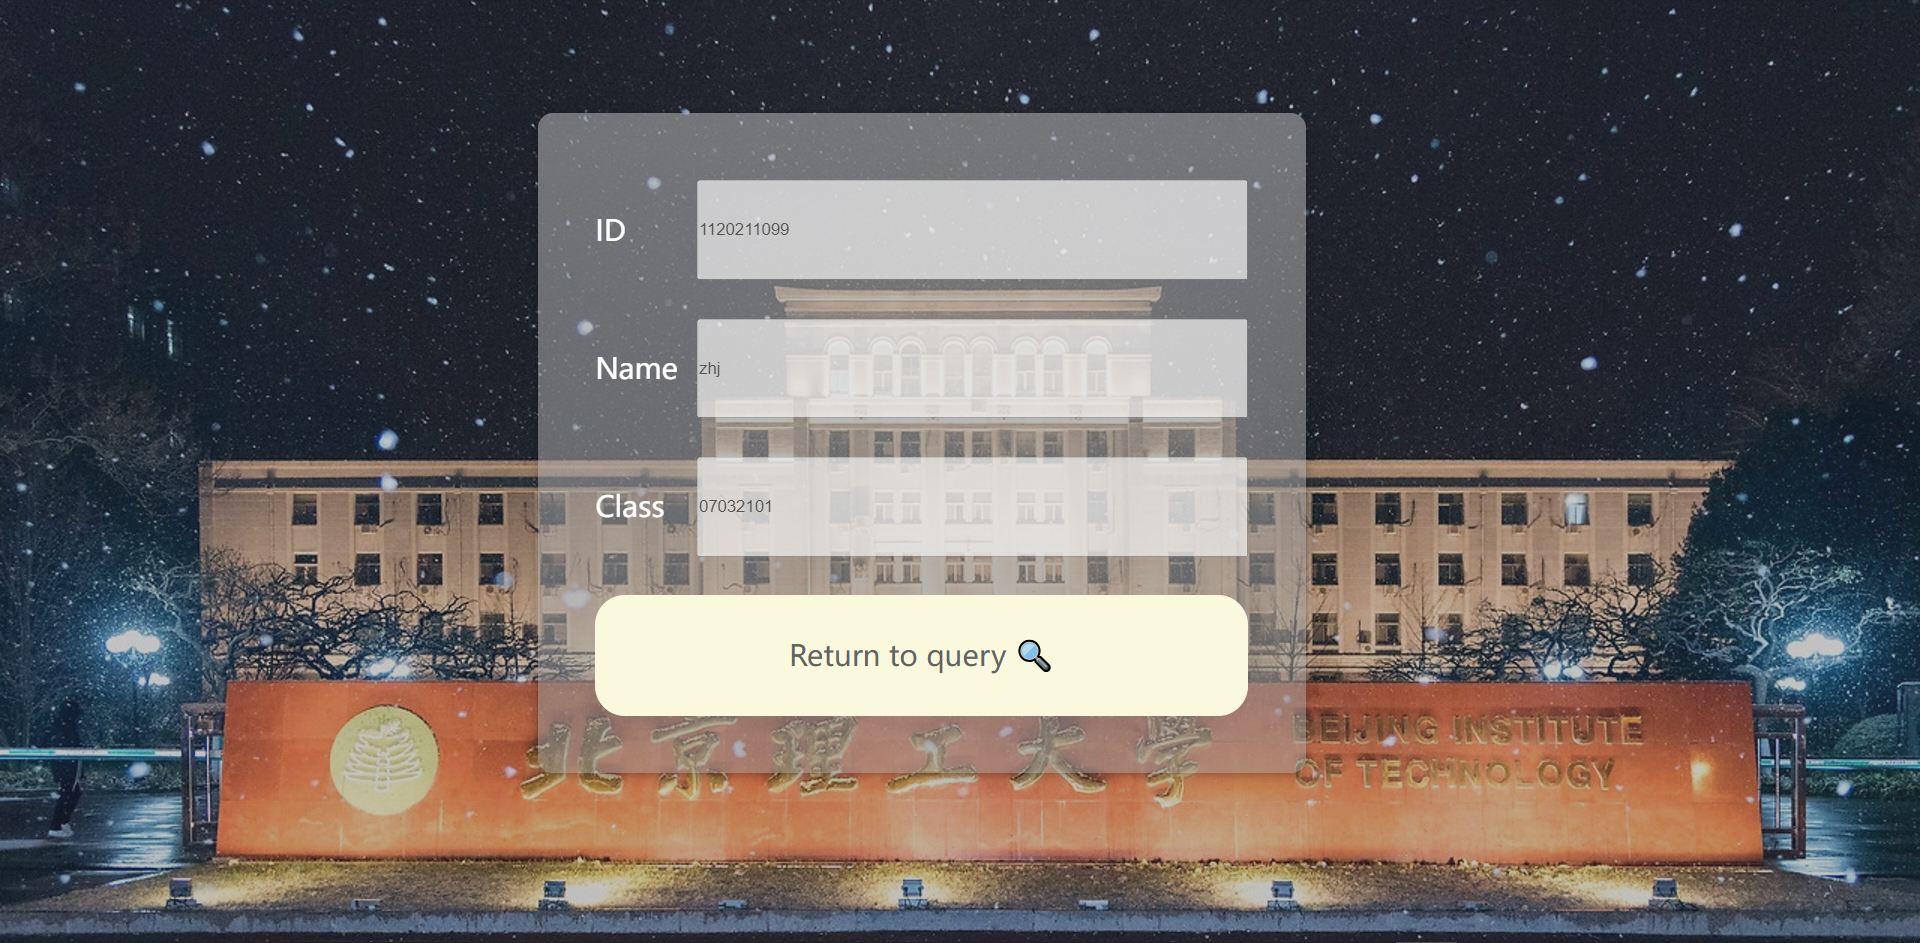 ID
1120211099
Name
zhj
Class
07032101
Return to query
北京理工大学
BEIJING INSTITUTE
OF TECHNOLOGY